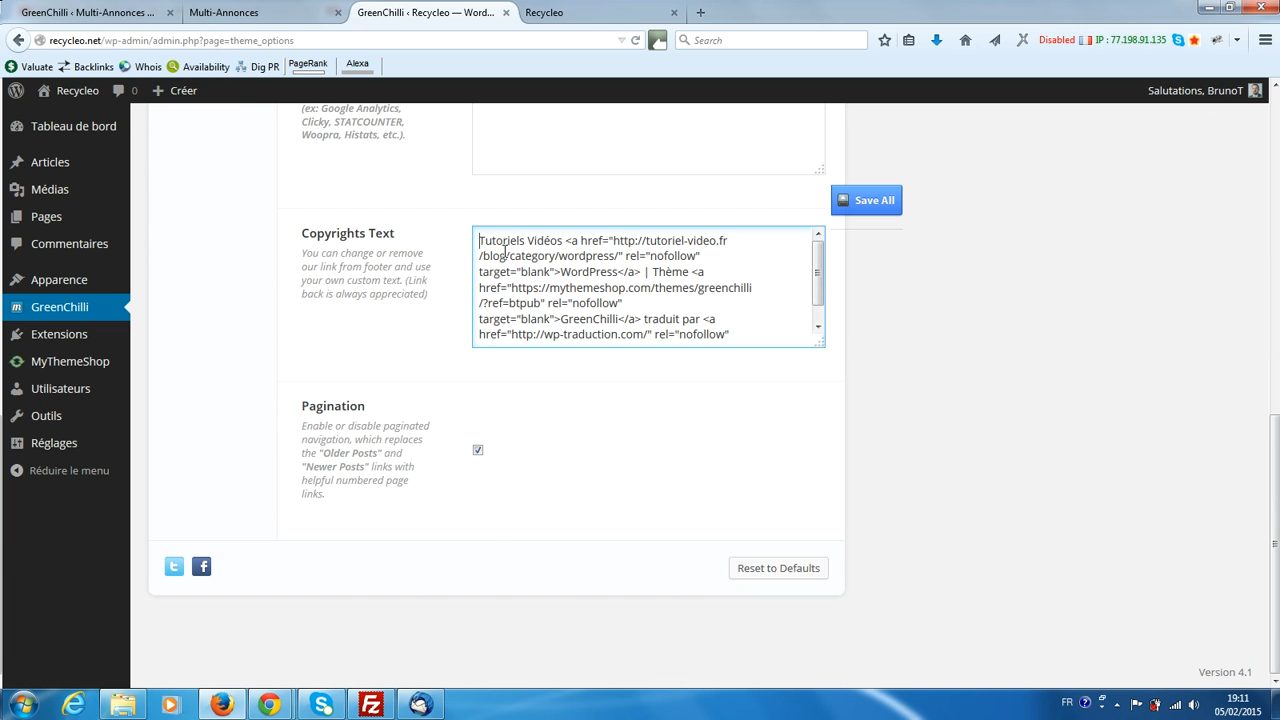 GreenChilli ‹ Multi-Annonces ...
Multi-Annonces
GreenChilli ‹ Recycleo — Wor...
Recycleo
recycleo.net/wp-admin/admin.php?page=theme_options
Search
Disabled
IP : 77.198.91.135
Valuate
Backlinks
Whois
Availability
Dig PR
PageRank
Alexa
Recycleo
0
Créer
Salutations, BrunoT
Tableau de bord
Articles
Médias
Pages
Commentaires
Apparence
GreenChilli
Extensions
MyThemeShop
Utilisateurs
Outils
Réglages
Réduire le menu
(ex: Google Analytics,
Clicky, STATCOUNTER,
Woopra, Histats, etc.).
Save All
Copyrights Text
You can change or remove
our link from footer and use
your own custom text. (Link
back is always appreciated)
Tutoriels Vidéos <a href="http://tutoriel-video.fr
/blog/category/wordpress/" rel="nofollow"
target="blank">WordPress</a> | Thème <a
href="https://mythemeshop.com/themes/greenchilli
/?ref=btpub" rel="nofollow"
target="blank">GreenChilli</a> traduit par <a
href="http://wp-traduction.com/" rel="nofollow"
Pagination
Enable or disable paginated
navigation, which replaces
the "Older Posts" and
"Newer Posts" links with
helpful numbered page
links.
Reset to Defaults
Version 4.1
FR
19:11
05/02/2015